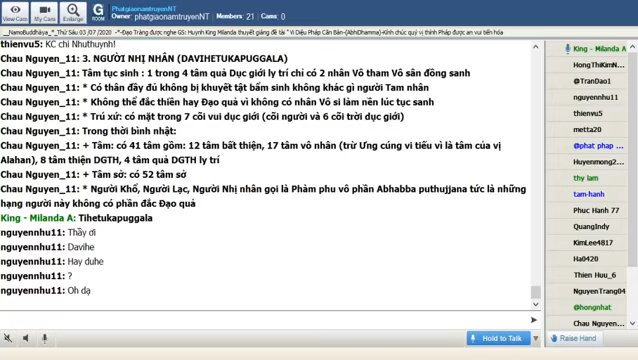 View Cam
My Cams
Enlarge
G
ROOM
Phatgiaonamtruyen
Owner: phatgiaonamtruyenNT | Members: 21 | Cams: 0
__NamoBuddhāya_* _Thứ Sáu 03 /07 /2020 -*Đạo Tràng được nghe GS: Huynh King Milanda thuyết giảng đề tài " Vi Diệu Pháp Căn Bản-(AbhDhamma)-Kinh chúc quý vị thính Pháp được an vui tiến hóa
thienvu5: KC chi Nhuthuynh!
Chau Nguyen_11: 3. NGƯỜI NHỊ NHÂN (DAVIHETUKAPUGGALA)
Chau Nguyen_11: Tâm tục sinh : 1 trong 4 tâm quả Dục giới ly trí chỉ có 2 nhân Vô tham Vô sân đồng sanh
Chau Nguyen_11: * Có thân đầy đủ không bị khuyết tật bẩm sinh không khác gì người Tam nhân
Chau Nguyen_11: * Không thể đắc thiền hay Đạo quả vì không có nhân Vô si làm nền lúc tục sanh
Chau Nguyen_11: * Trú xứ: có mặt trong 7 cõi vui dục giới (cõi người và 6 cõi trời dục giới)
Chau Nguyen_11: Trong thời bình nhật:
Chau Nguyen_11: + Tâm: có 41 tâm gồm: 12 tâm bất thiện, 17 tâm vô nhân (trừ Ưng cúng vi tiếu vì là tâm của vị
Alahan), 8 tâm thiện DGTH, 4 tâm quả DGTH ly trí
Chau Nguyen_11: + Tâm sở: có 52 tâm sở
Chau Nguyen_11: * Người Khổ, Người Lạc, Người Nhị nhân gọi là Phàm phu vô phần Abhabba puthujjana tức là những
hạng người này không có phần đắc Đạo quả
King - Milanda A: Tihetukapuggala
nguyennhu11: Thầy ơi
nguyennhu11: Davihe
nguyennhu11: Hay duhe
nguyennhu11: ?
nguyennhu11: Oh dạ
King - Milanda A
HongThiKimN...
@TranDao1
nguyennhu11
thienvu5
metta20
@phat phap ...
Huyenmong2...
tam-hanh
thy lam
Phuc Hanh 77
QuangIndy
KimLee4817
Ha0420
Thien Huu_6
NguyenTrang04
@hongnhat
Chau Nguyen...
Hold to Talk
Raise Hand